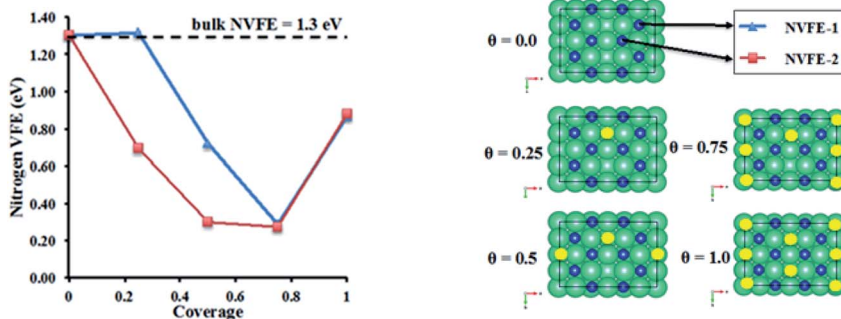 Nitrogen VFE (eV)
1.40
1.20
1.00
0.80
0.60
0.40
0.20
0.00
bulk NVFE = 1.3 eV
0
0.2
0.4
0.6
0.8
1
Coverage
θ = 0.0
NVFE-1
NVFE-2
θ = 0.25
θ = 0.75
θ = 0.5
θ = 1.0